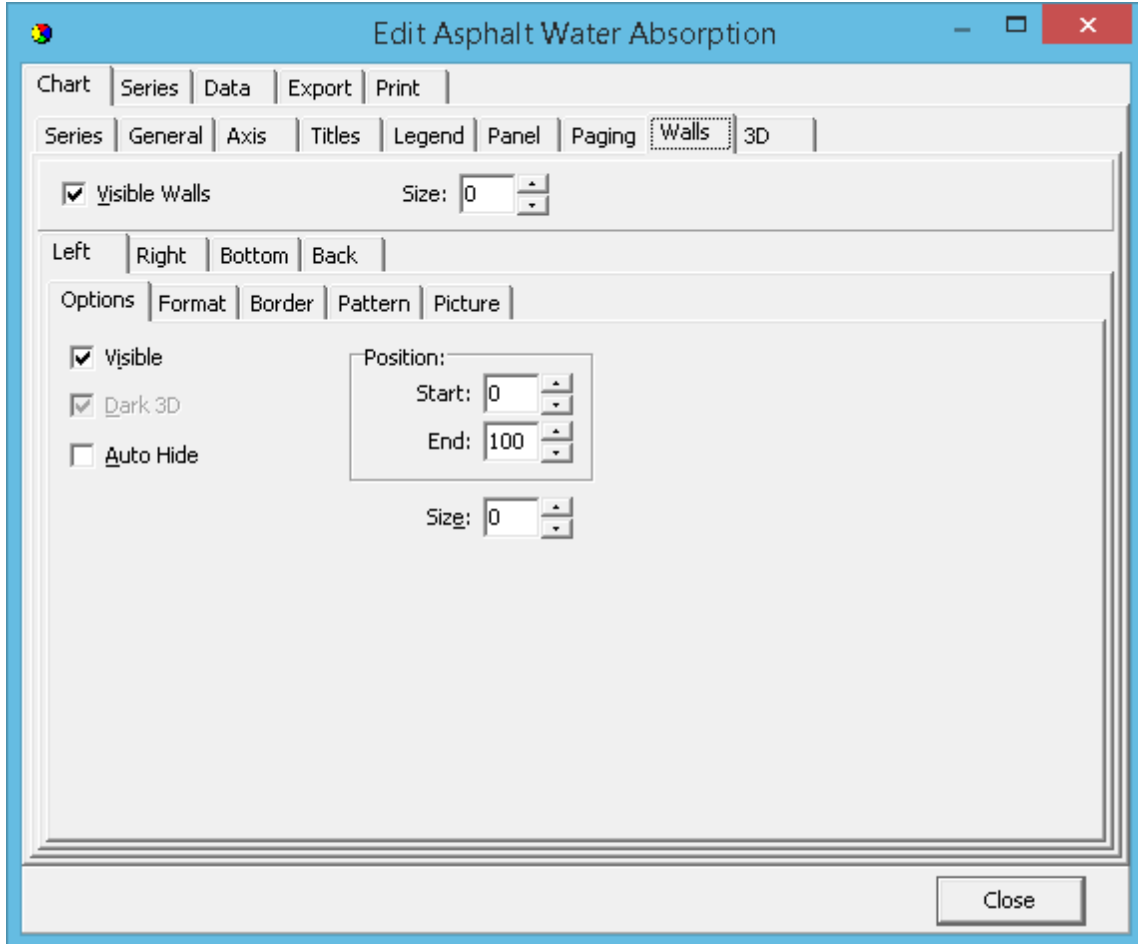 Edit Asphalt Water Absorption
Chart Series Data Export Print
Series General Axis Titles Legend Panel Paging Walls 3D
Visible Walls Size: 0
Left Right Bottom Back
Options Format Border Pattern Picture
Visible Position:
Start: 0
Dark 3D
End: 100
Auto Hide
Size: 0
Close